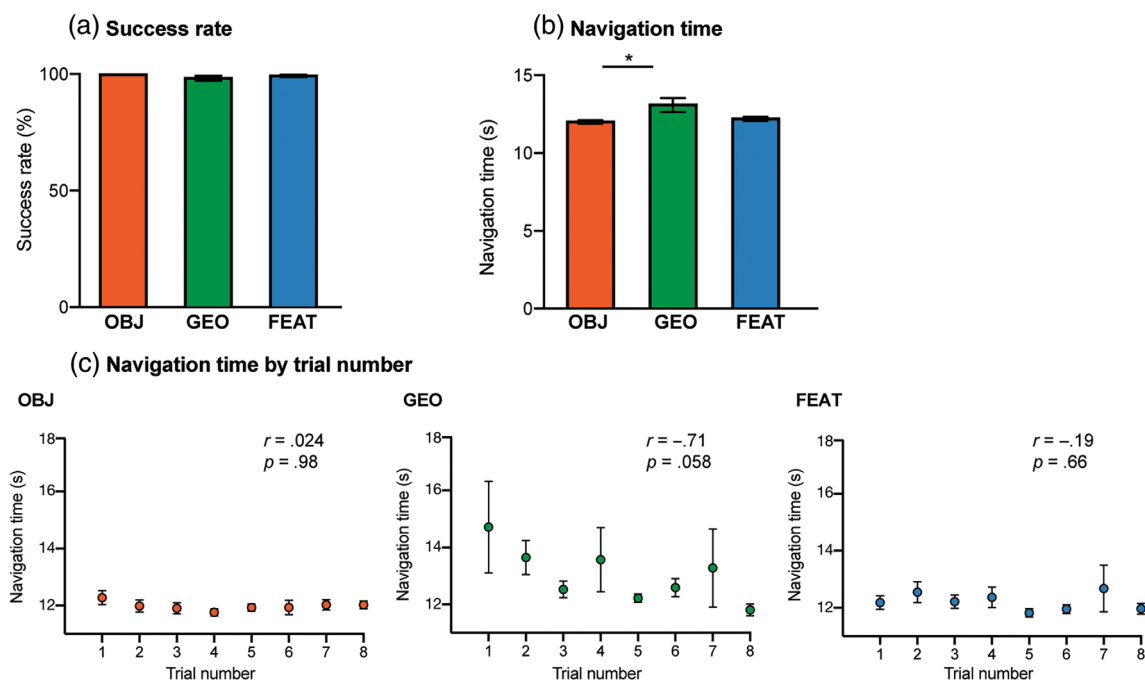 (a) Success rate
Success rate (%)
100
50
0
OBJ GEO FEAT
(b) Navigation time
Navigation time (s)
15
10
5
0
*
OBJ GEO FEAT
(c) Navigation time by trial number
OBJ
Navigation time (s)
18
16
14
12
r = .024
p = .98
1 2 3 4 5 6 7 8
Trial number
GEO
Navigation time (s)
18
16
14
12
r = –.71
p = .058
1 2 3 4 5 6 7 8
Trial number
FEAT
Navigation time (s)
18
16
14
12
r = –.19
p = .66
1 2 3 4 5 6 7 8
Trial number